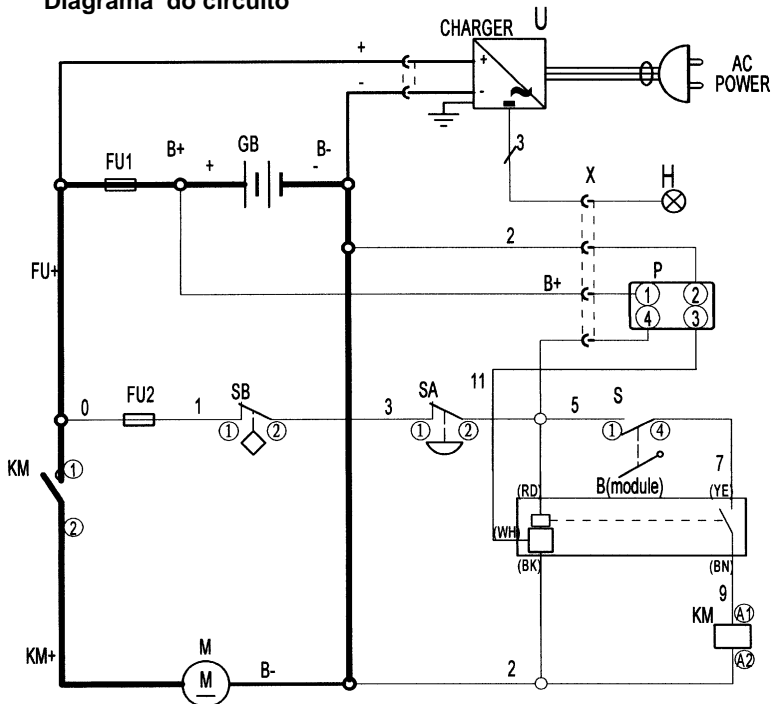 Diagrama do circuito
CHARGER U
+ + AC
POWER
- -
3
B+ GB B- X H
FU1 + -
2
FU+ B+ P
1 2
4 3
11
0 FU2 1 SB 3 SA 5 S
1 2 1 2 1 4
KM 1 7
B(module)
(RD) (YE)
2 (WH)
(BK) (BN)
9
KM A1
KM+ M A2
M B- 2